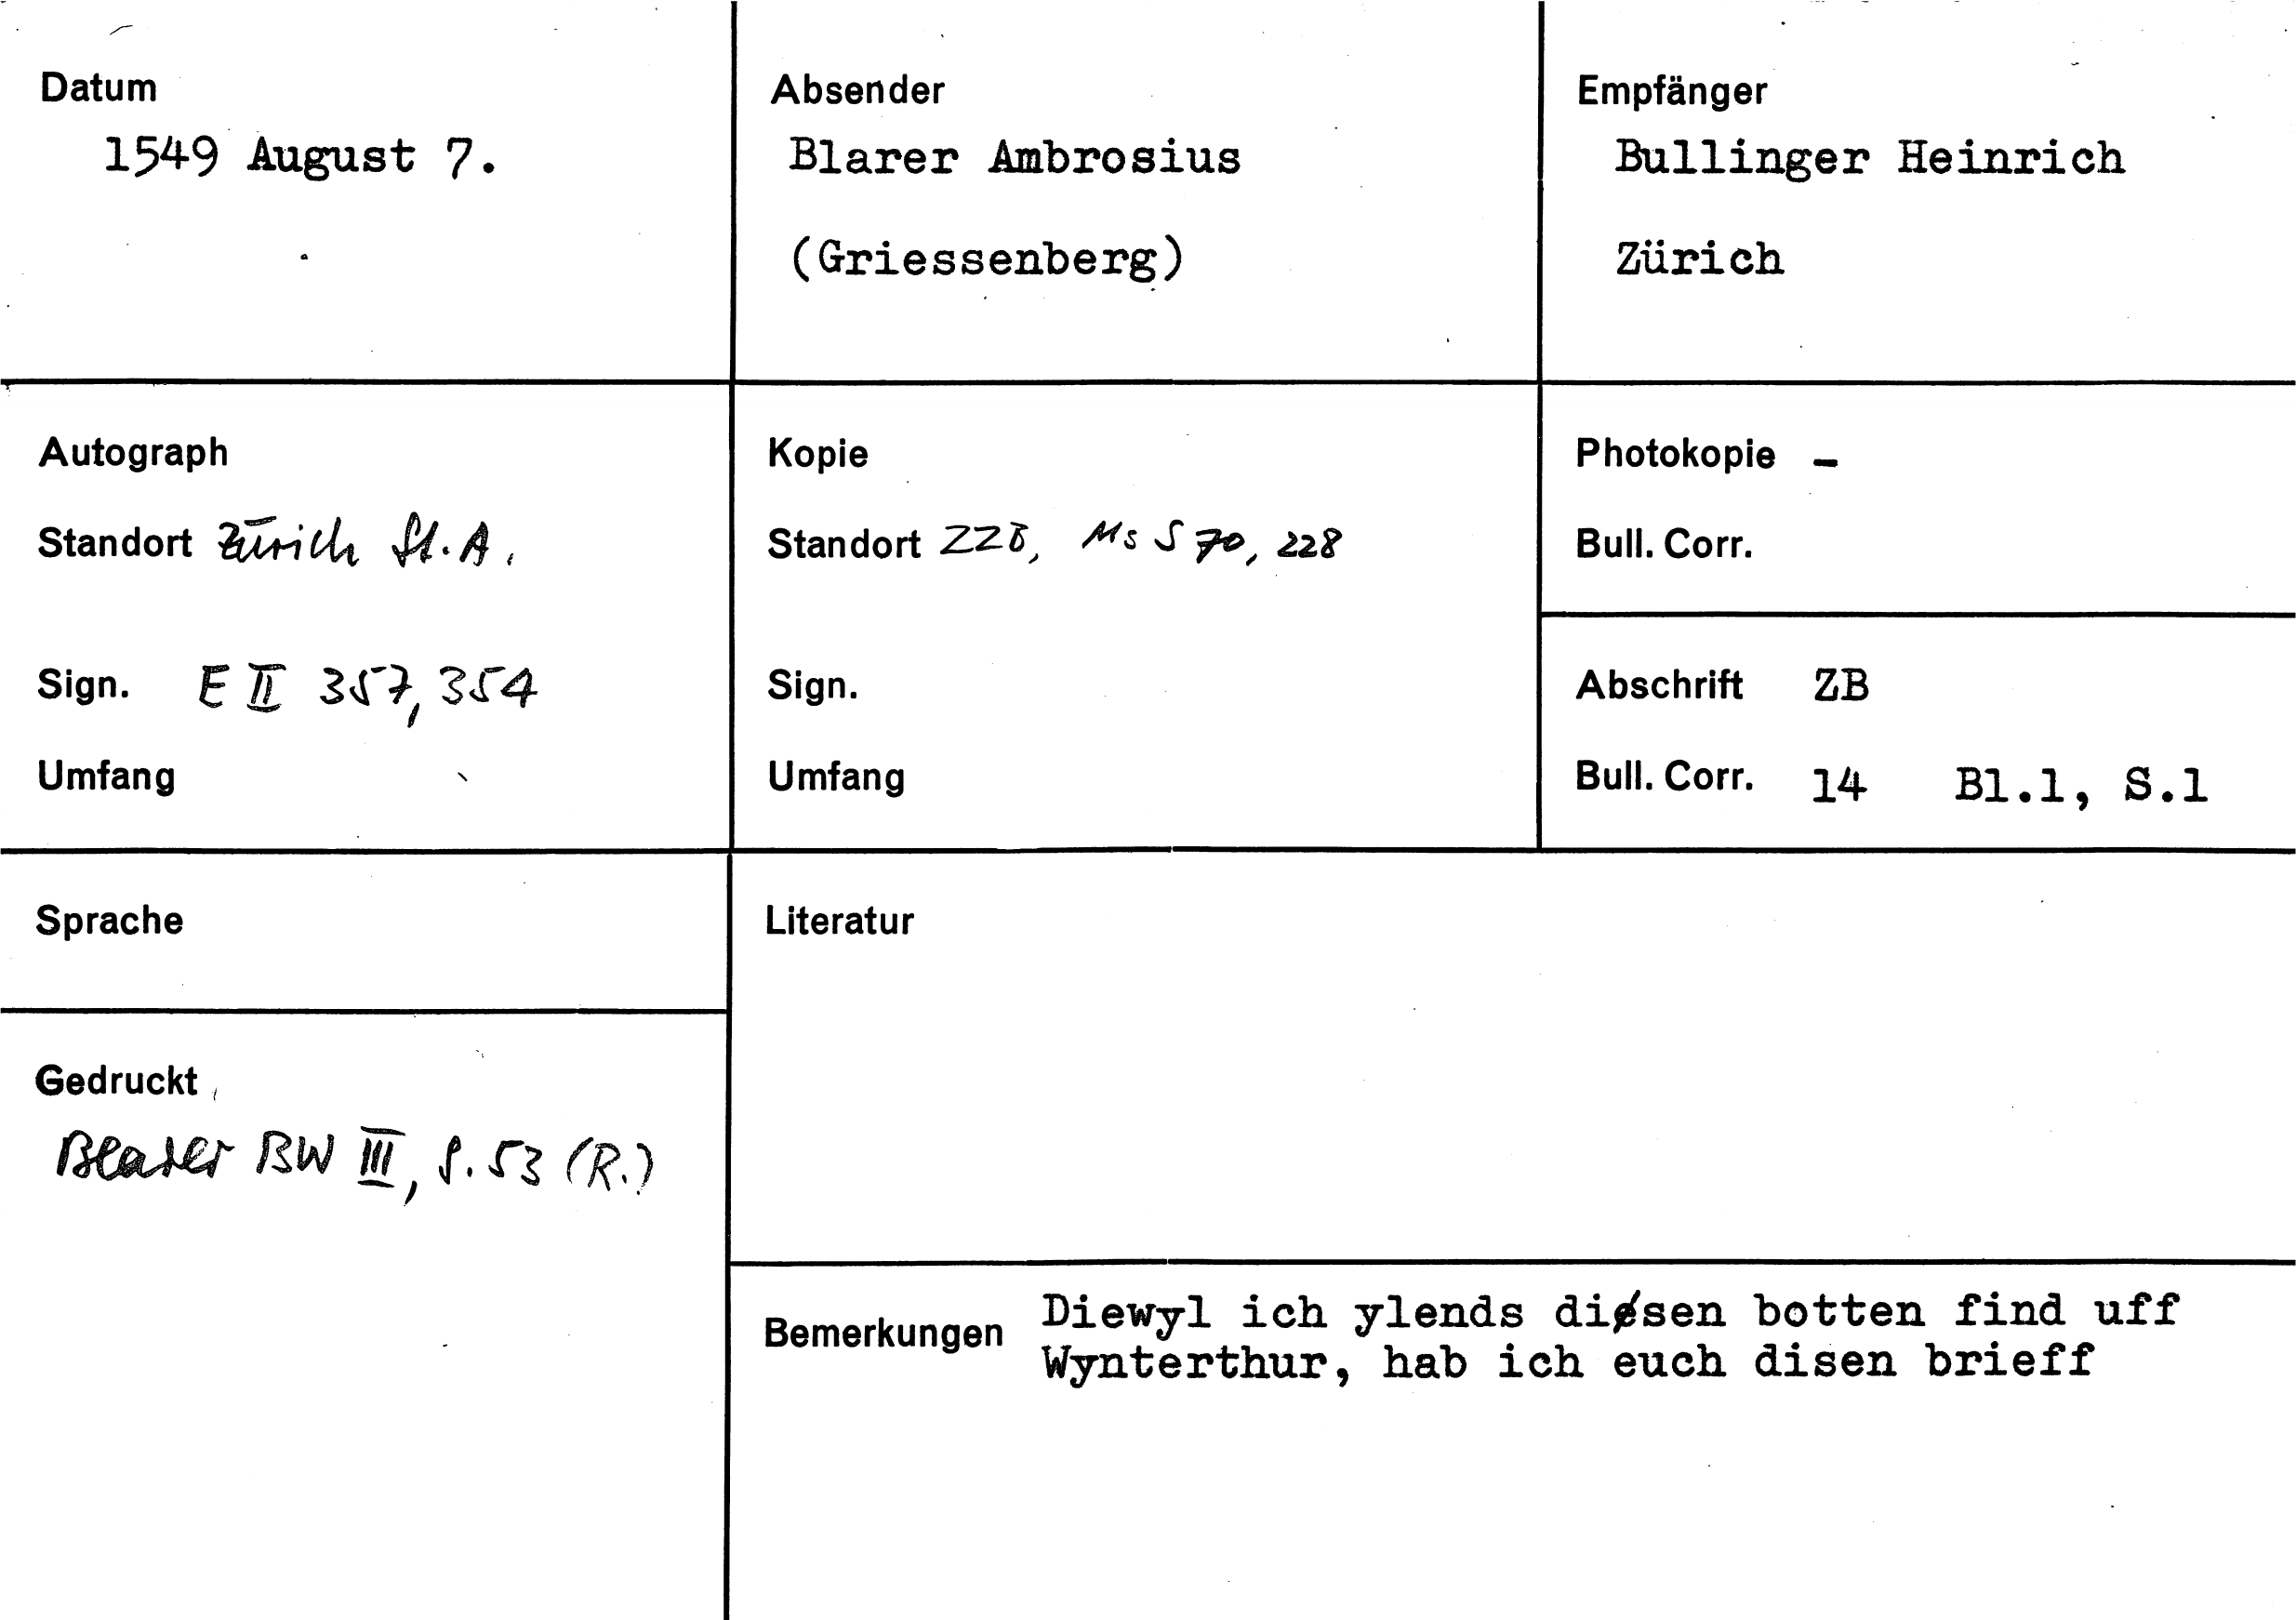 Datum
1549 August 7.
Absender
Blarer Ambrosius
(Griessenberg)
Empfänger
Bullinger Heinrich
Zürich
Autograph
Standort Zürich St.A.
Sign. E II 357, 354
Umfang
Kopie
Standort ZZB, Ms S 70, 228
Sign.
Umfang
Photokopie -
Bull. Corr.
Abschrift ZB
Bull. Corr. 14 Bl.1, S.1
Sprache
Gedruckt
Blarer BW III, S. 53 (R.)
Literatur
Bemerkungen Diewyl ich ylends disen botten find uff
Wynterthur, hab ich euch disen brieff